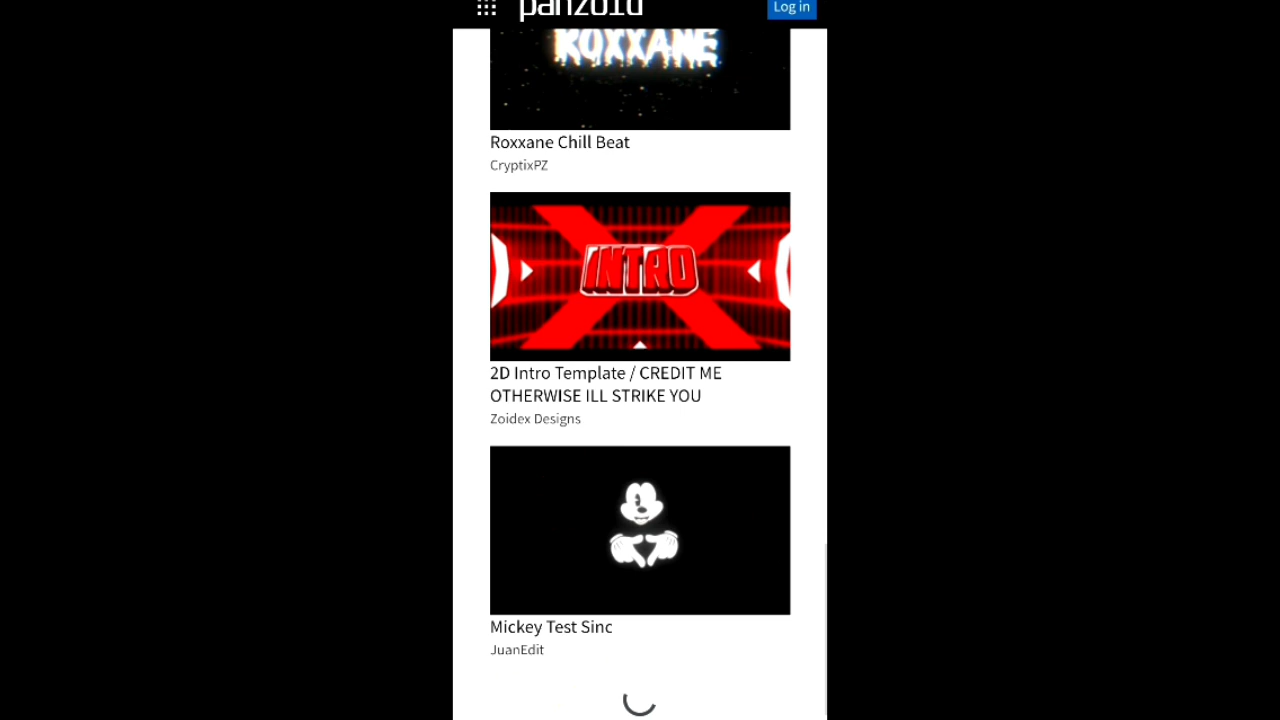 panzoid
Log in
ROXXANE
Roxxane Chill Beat
CryptixPZ
INTRO
2D Intro Template / CREDIT ME
OTHERWISE ILL STRIKE YOU
Zoidex Designs
Mickey Test Sinc
JuanEdit